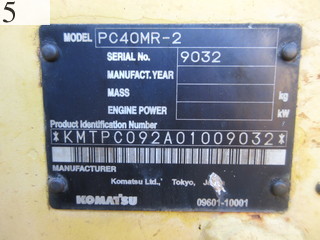 5
MODEL PC40MR-2
SERIAL No. 9032
MANUFACT. YEAR
MASS kg
ENGINE POWER kW
Product Identification Number
*KMTPC092A01009032*
MANUFACTURER
Komatsu Ltd., Tokyo,
KOMATSU 09601-10001